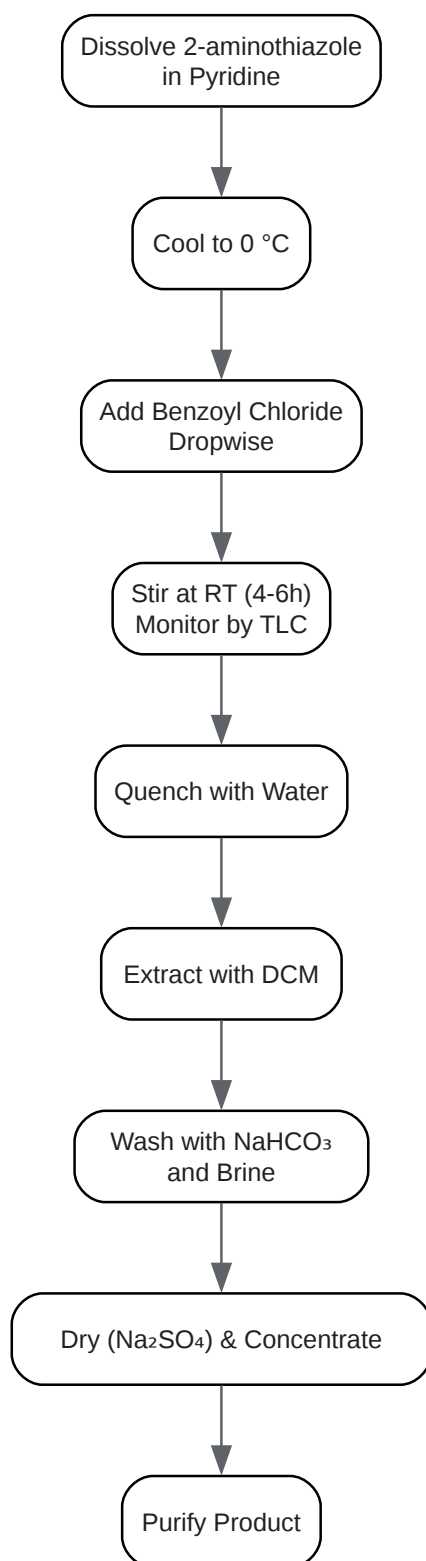 Dissolve 2-aminothiazole
in Pyridine
Cool to 0 °C
Add Benzoyl Chloride
Dropwise
Stir at RT (4-6h)
Monitor by TLC
Quench with Water
Extract with DCM
Wash with NaHCO₃
and Brine
Dry (Na₂SO₄) & Concentrate
Purify Product